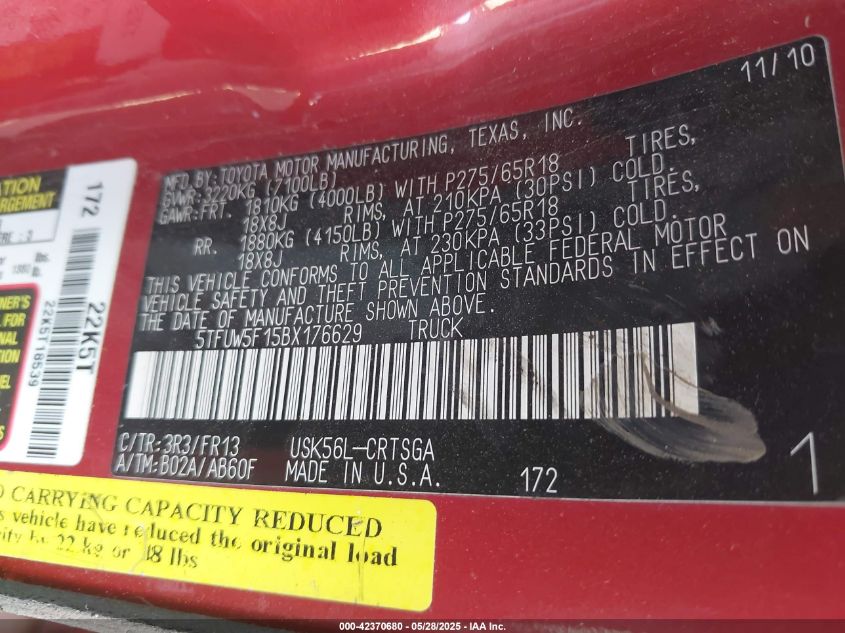 11/10
MFD BY: TOYOTA MOTOR MANUFACTURING, TEXAS, INC.
GVWR: 3220KG (7100LB)
GAWR: FRT. 1810KG (4000LB) WITH P275/65R18 TIRES,
18X8J RIMS, AT 210KPA (30PSI) COLD.
RR. 1880KG (4150LB) WITH P275/65R18 TIRES,
18X8J RIMS, AT 230KPA (33PSI) COLD.
THIS VEHICLE CONFORMS TO ALL APPLICABLE FEDERAL MOTOR
VEHICLE SAFETY AND THEFT PREVENTION STANDARDS IN EFFECT ON
THE DATE OF MANUFACTURE SHOWN ABOVE.
5TFUW5F15BX176629 TRUCK
C/TR: 3R3/FR13 USK56L-CRTSGA
A/TM: B02A/AB60F MADE IN U.S.A.
172
1
172
22K5T
22K5T18539
CARRYING CAPACITY REDUCED
vehicle have reduced the original load
by 22 kg or 48 lbs
000-42370680 - 05/28/2025 - IAA Inc.